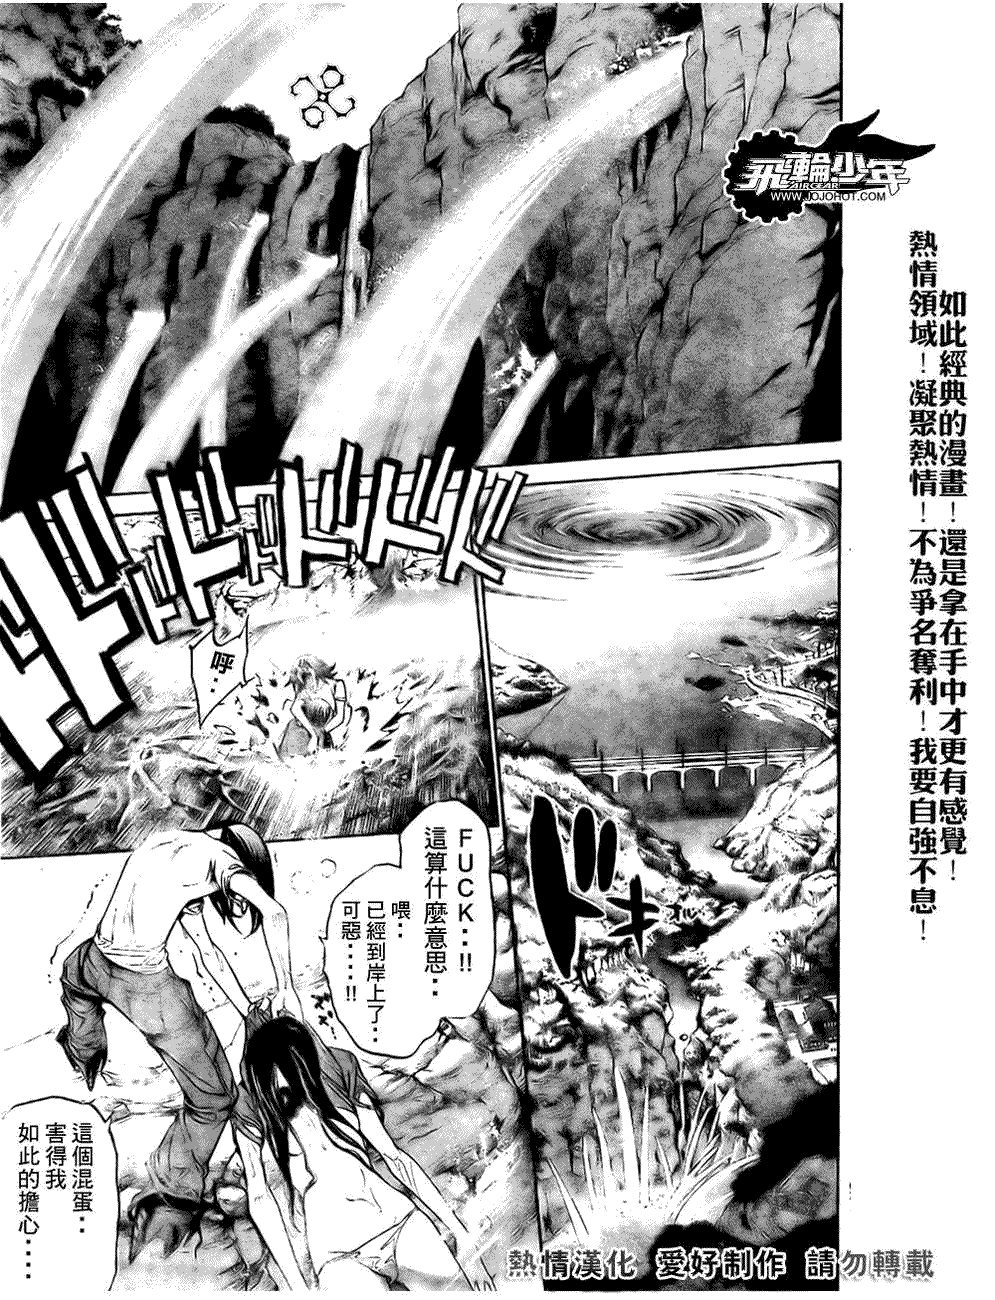 飛輪少年
AIRGEAR
WWW.JOJOHOT.COM
如此經典的漫畫！還是拿在手中才更有感覺！
熱情領域！凝聚熱情！不為爭名奪利！我要自強不息！
ドドドドドド
ドドキ
呼‥
FUCK‥!!
這算什麼意思‥
喂‥
已經到岸上了‥
可惡‥‥!!
這個混蛋‥
害得我
如此的擔心‥‥
熱情漢化 愛好制作 請勿轉載